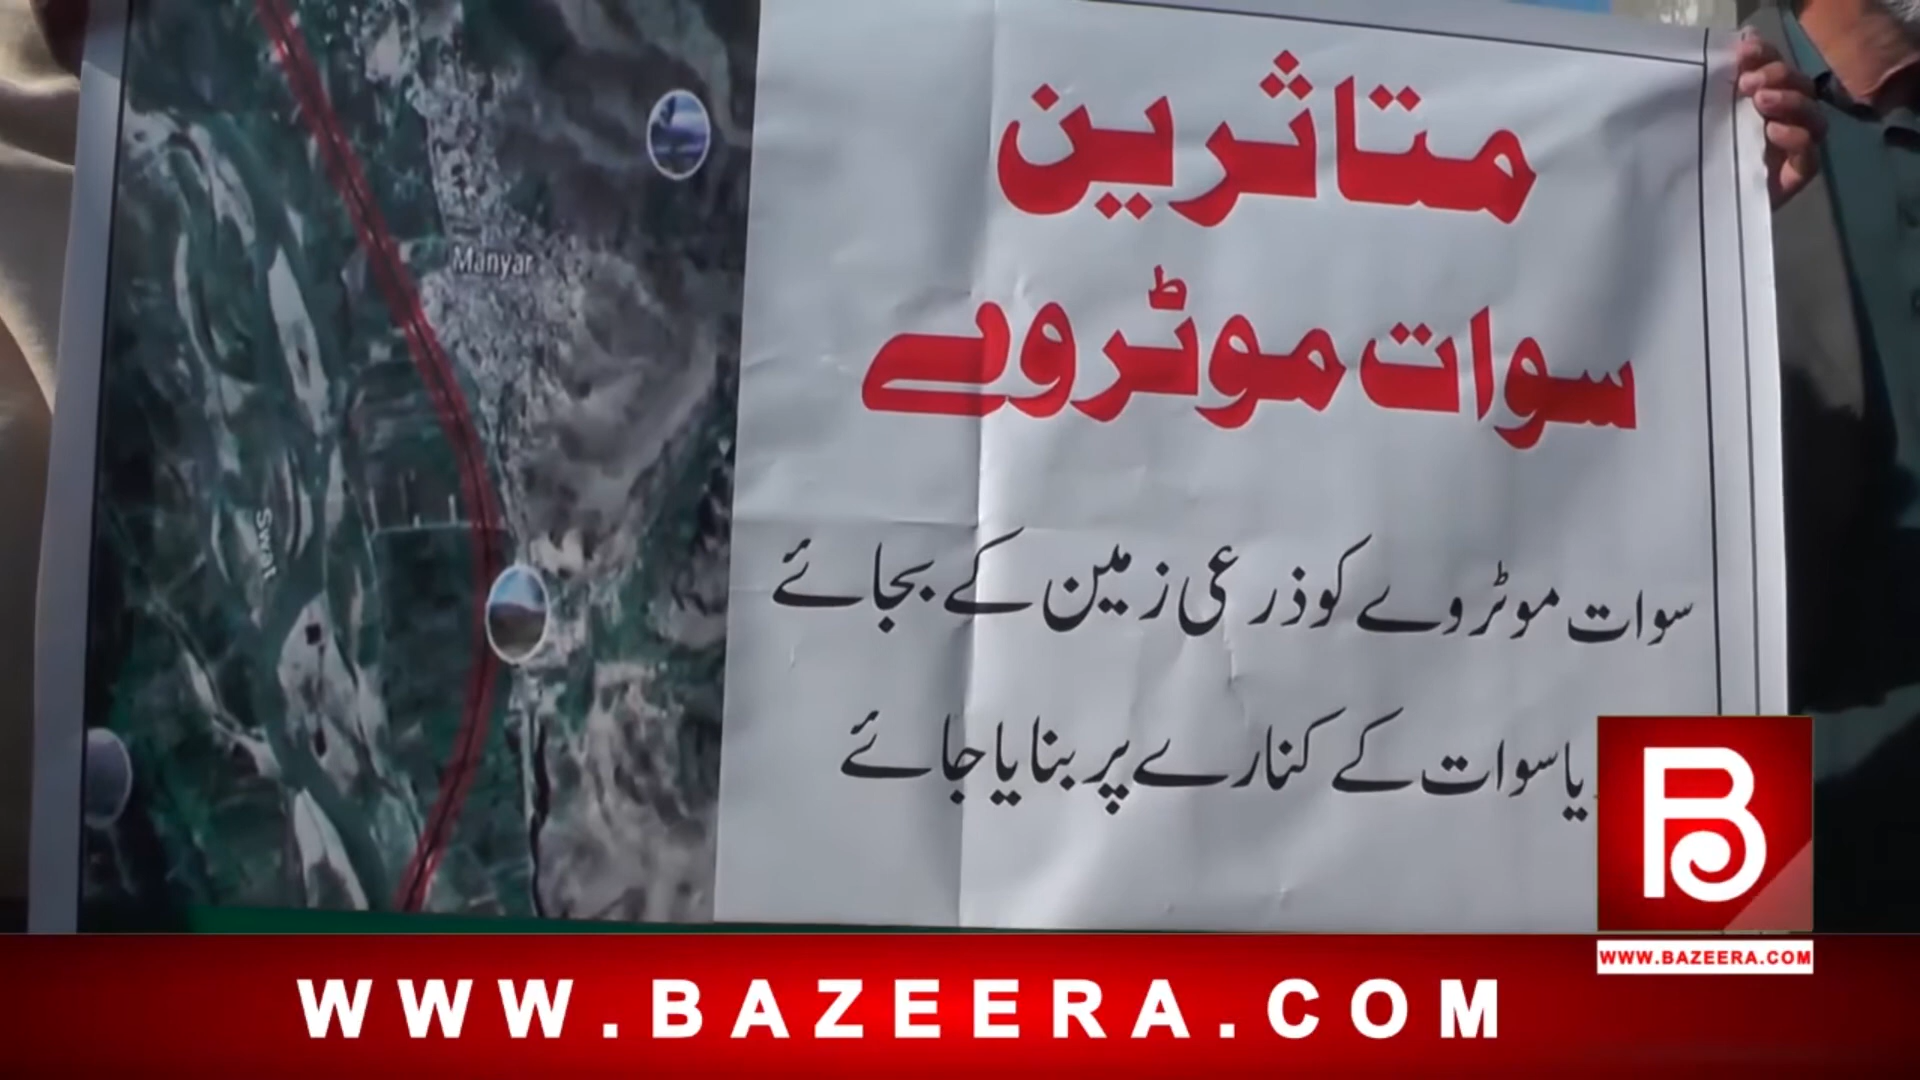 متاثرین
سوات موٹروے
سوات موٹروے کو ذرعی زمین کے بجائے
یا سوات کے کنارے پر بنایا جائے
Manyar
Swat
B
WWW.BAZEERA.COM
WWW.BAZEERA.COM